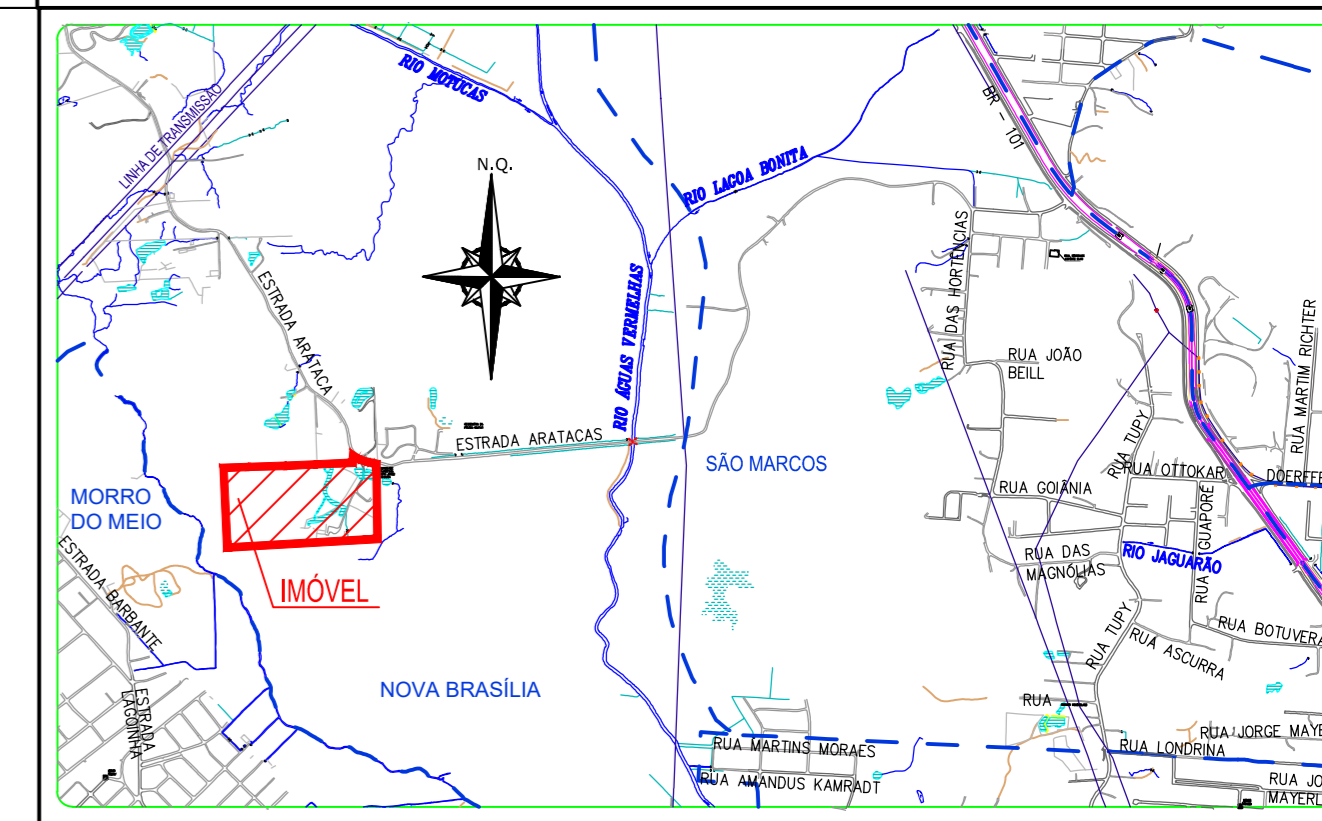 RIO MOTUCAS
LINHA DE TRANSMISSÃO
N.Q.
BR - 101
RIO LAGOA BONITA
RUA DAS HORTENCIAS
ESTRADA ARATACA
RIO ÁGUAS VERMELHAS
RUA JOÃO
BEILL
RUA MARTIM RICHTER
ESTRADA ARATACAS
RUA TUPY
SÃO MARCOS
RUA OTTOKAR
DOERFFE
MORRO
DO MEIO
RUA GOIÂNIA
RUA GUAPORÉ
ESTRADA BARBANTE
RUA DAS
MAGNÓLIAS
RIO JAGUARÃO
IMÓVEL
RUA TUPY
RUA BOTUVERA
RUA ASCURRA
NOVA BRASÍLIA
ESTRADA
LAGOINHA
RUA
RUA JORGE MAYE
RUA MARTINS MORAES
RUA LONDRINA
RUA AMANDUS KAMRADT
RUA JO
MAYERL